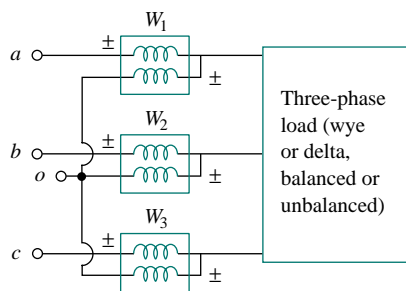 W₁
a
±
±
W₂
b
±
o
±
W₃
±
c
±
Three-phase
load (wye
or delta,
balanced or
unbalanced)